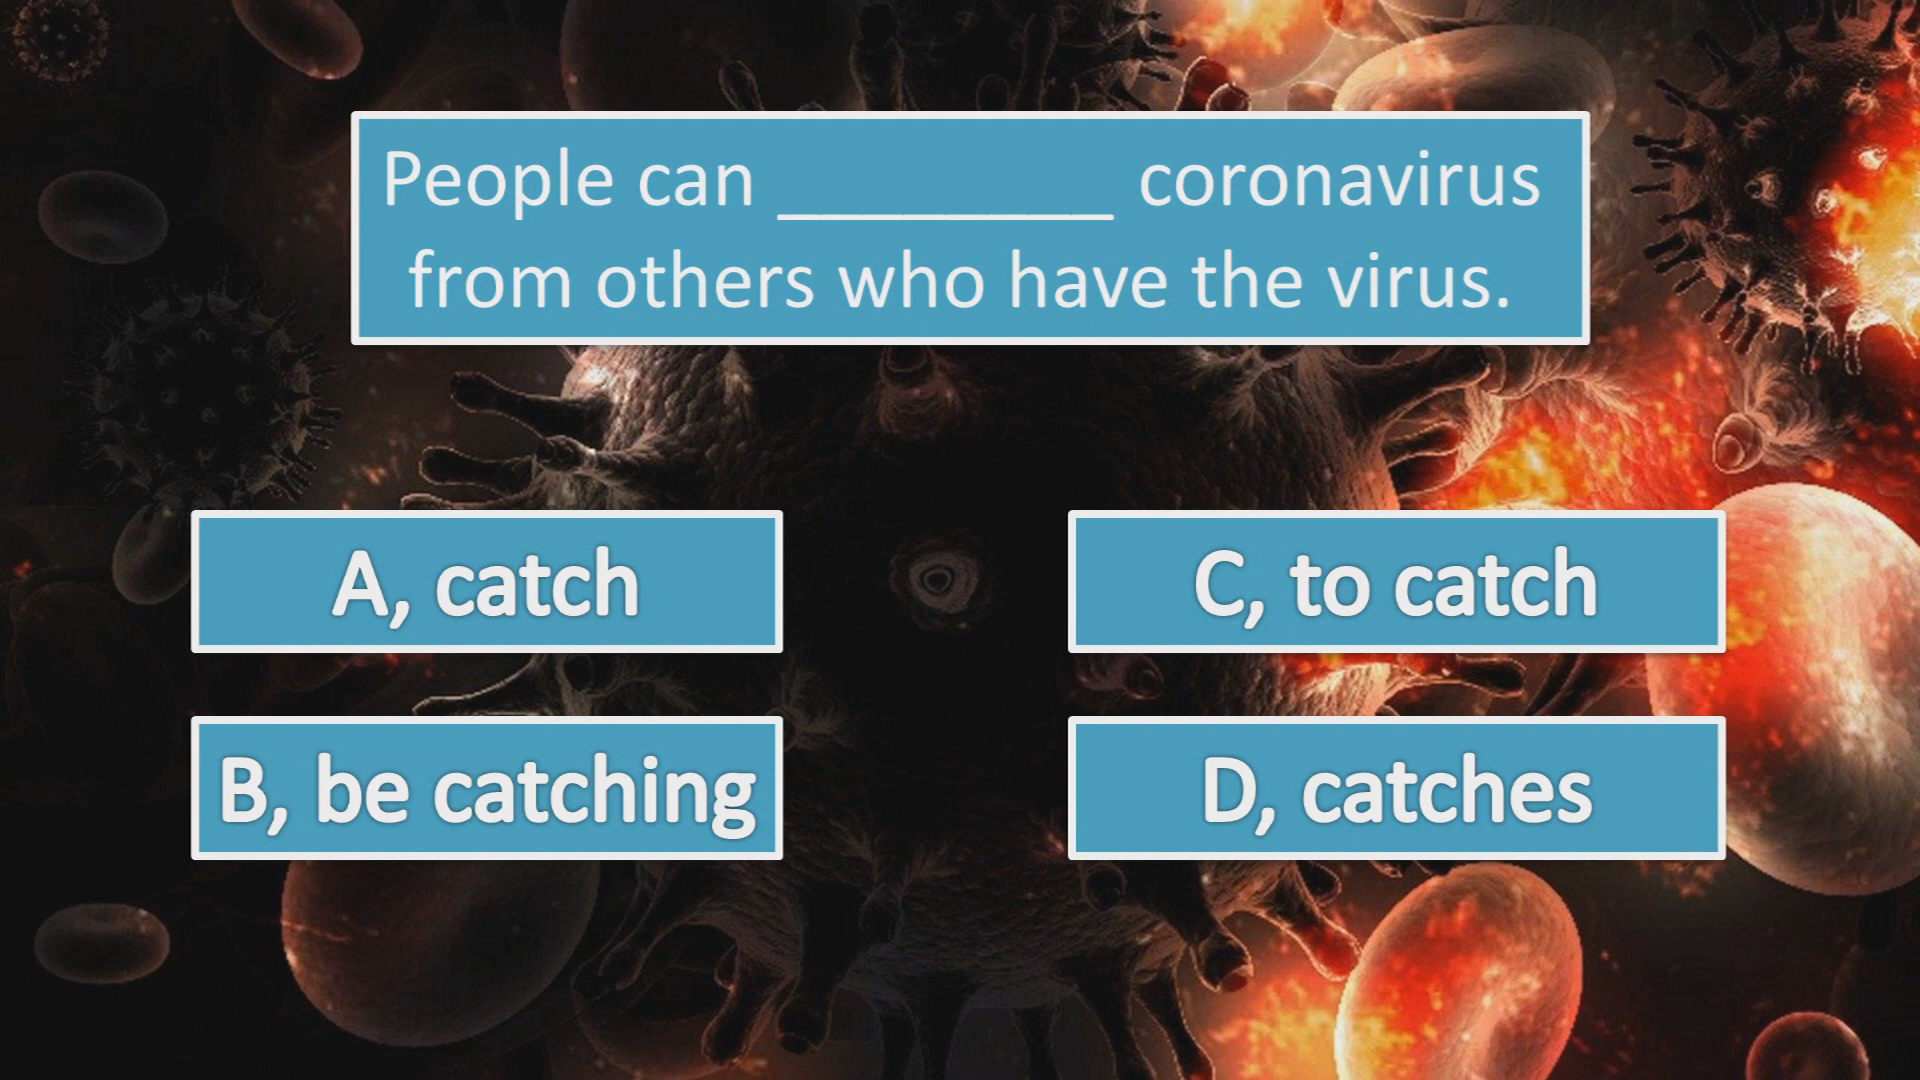 People can ________ coronavirus
from others who have the virus.
A, catch
C, to catch
B, be catching
D, catches